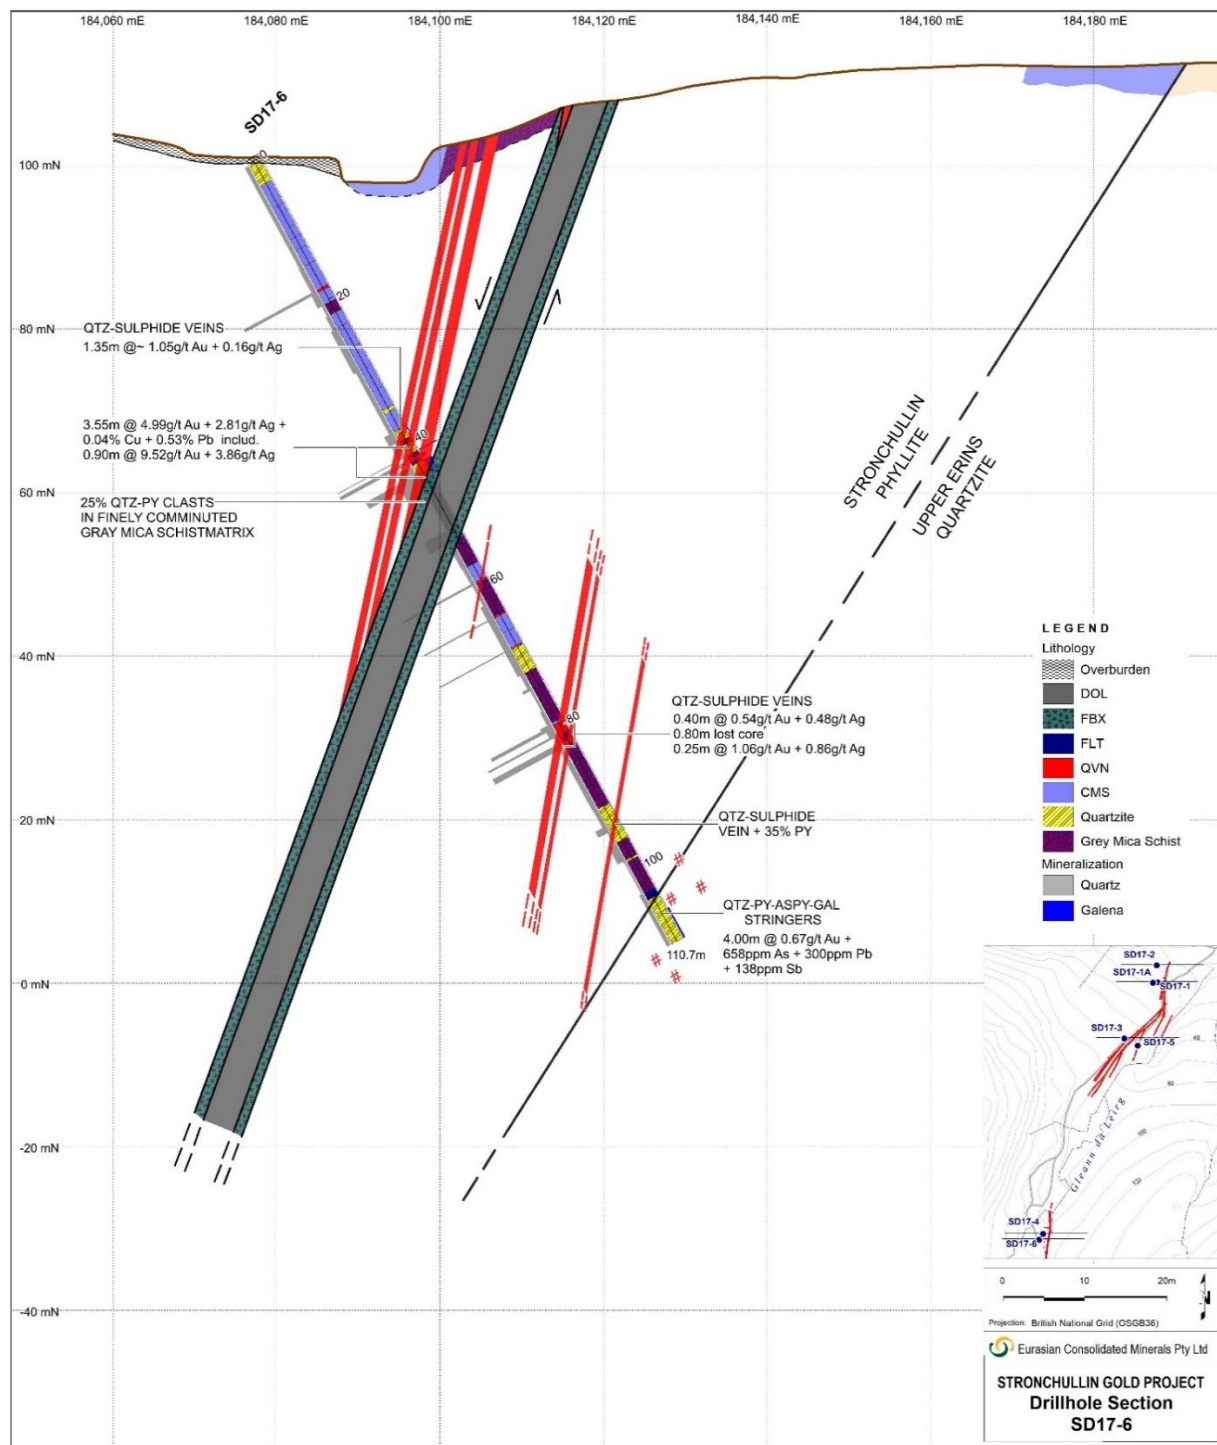 184,060 mE
184,080 mE
184,100 mE
184,120 mE
184,140 mE
184,160 mE
184,180 mE
SD17-6
0
100 mN
20
80 mN
QTZ-SULPHIDE VEINS
1.35m @~ 1.05g/t Au + 0.16g/t Ag
3.55m @ 4.99g/t Au + 2.81g/t Ag +
0.04% Cu + 0.53% Pb includ.
0.90m @ 9.52g/t Au + 3.86g/t Ag
40
60 mN
25% QTZ-PY CLASTS
IN FINELY COMMINUTED
GRAY MICA SCHISTMATRIX
STRONCHULLIN
PHYLLITE
UPPER ERINS
QUARTZITE
60
40 mN
80
QTZ-SULPHIDE VEINS
0.40m @ 0.54g/t Au + 0.48g/t Ag
0.80m lost core
0.25m @ 1.06g/t Au + 0.86g/t Ag
20 mN
QTZ-SULPHIDE
VEIN + 35% PY
100
QTZ-PY-ASPY-GAL
STRINGERS
4.00m @ 0.67g/t Au +
658ppm As + 300ppm Pb
+ 138ppm Sb
110.7m
0 mN
-20 mN
-40 mN
LEGEND
Lithology
Overburden
DOL
FBX
FLT
QVN
CMS
Quartzite
Grey Mica Schist
Mineralization
Quartz
Galena
SD17-2
SD17-1A
SD17-1
SD17-3
SD17-5
60
80
100
120
Gleann da Leirg
SD17-4
SD17-6
0 10 20m
N
Projection: British National Grid (OSGB36)
Eurasian Consolidated Minerals Pty Ltd
STRONCHULLIN GOLD PROJECT
Drillhole Section
SD17-6